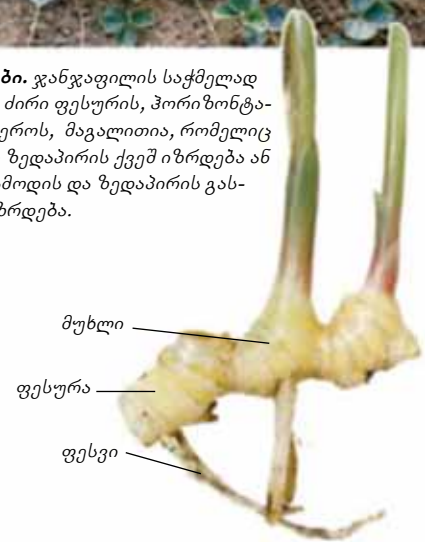 ბი. ჯანჯაფილის საჭმელად
ძირი ფესურის, ჰორიზონტა-
ეროს, მაგალითია, რომელიც
ზედაპირის ქვეშ იზრდება ან
მოდის და ზედაპირის გას-
ზრდება.
მუხლი
ფესურა
ფესვი